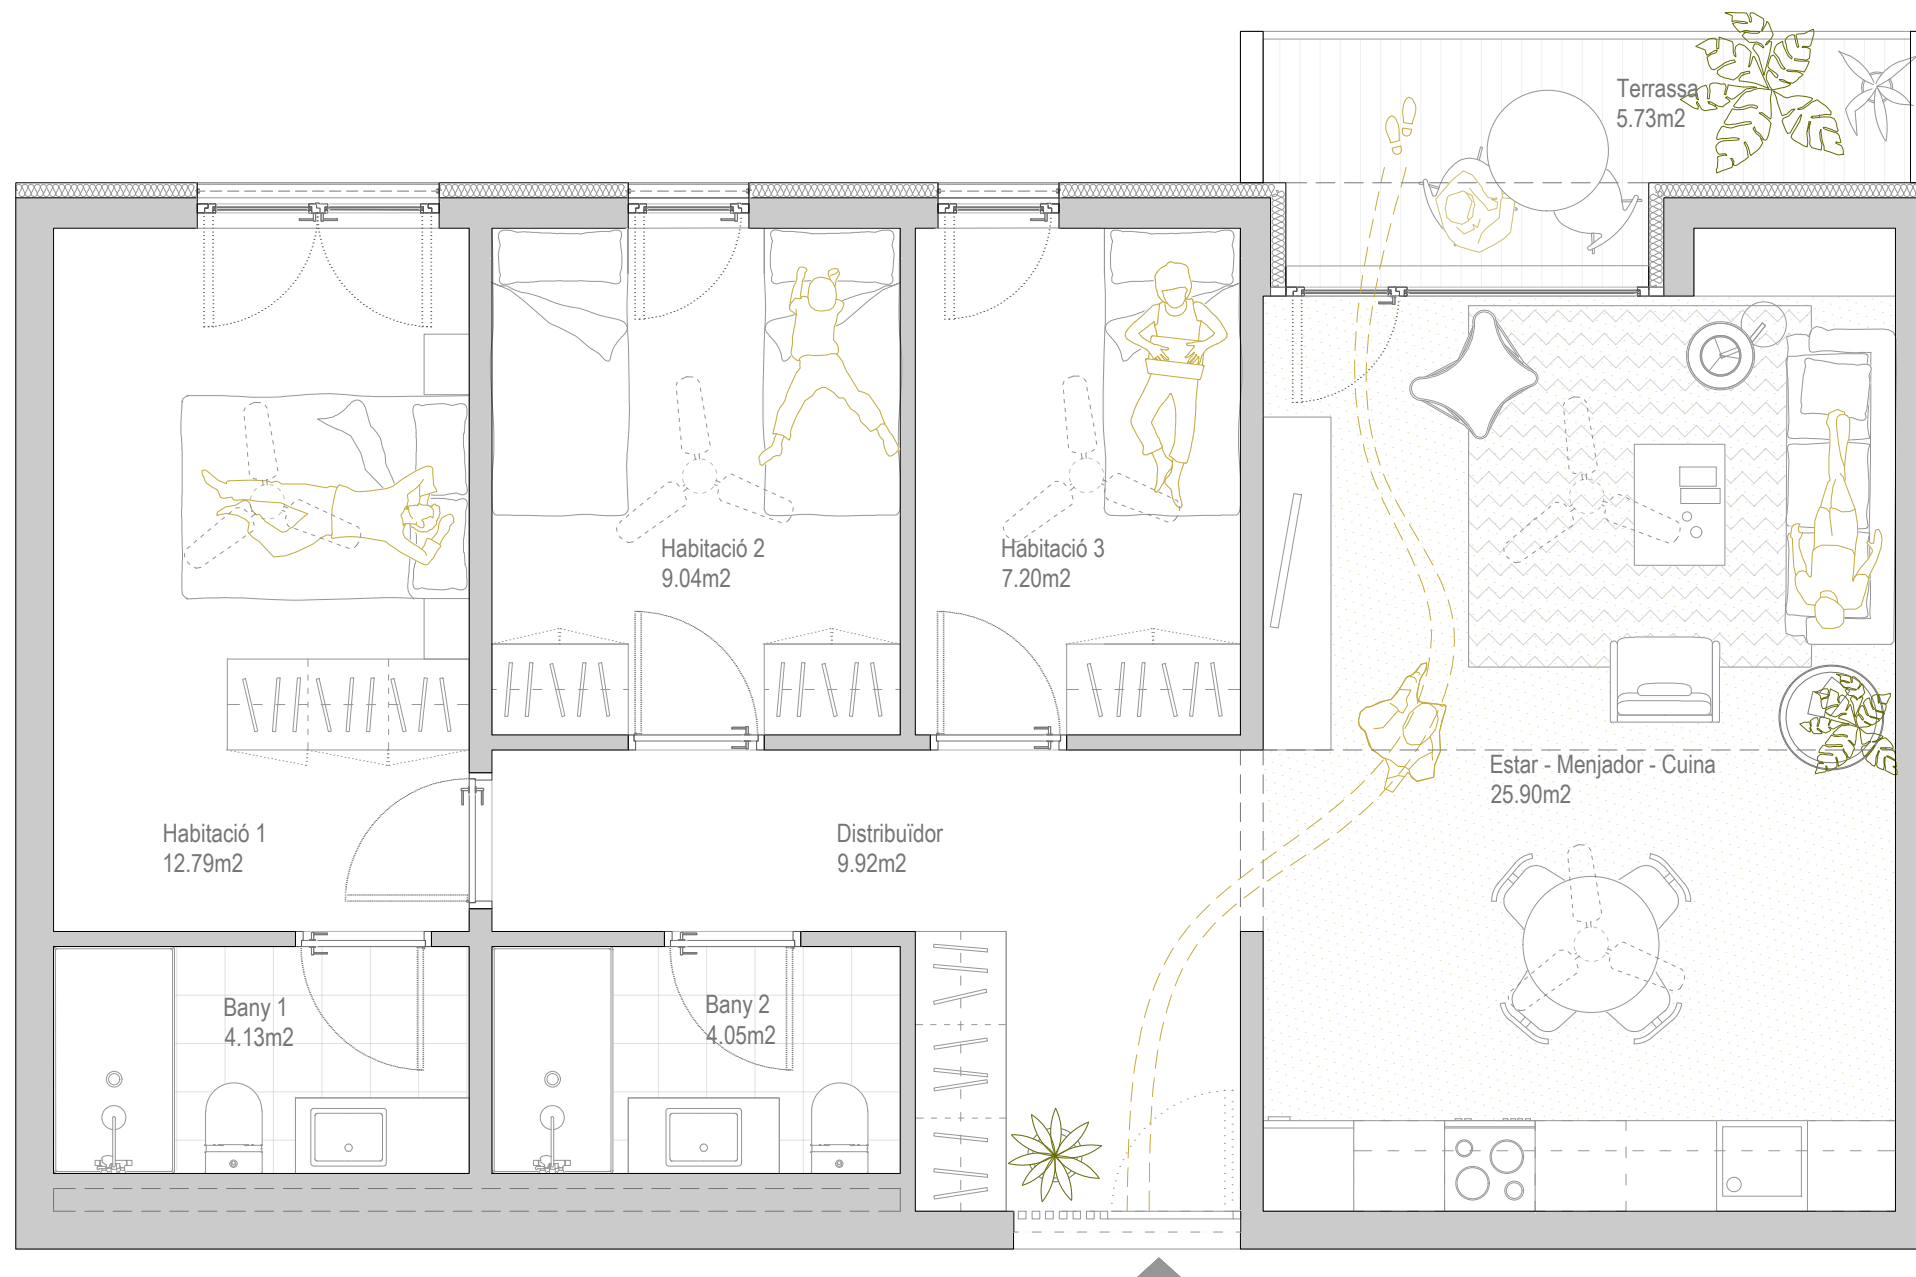 Terrassa
5.73m2
Habitació 2
9.04m2
Habitació 3
7.20m2
Estar - Menjador - Cuina
25.90m2
Habitació 1
12.79m2
Distribuïdor
9.92m2
Bany 1
4.13m2
Bany 2
4.05m2